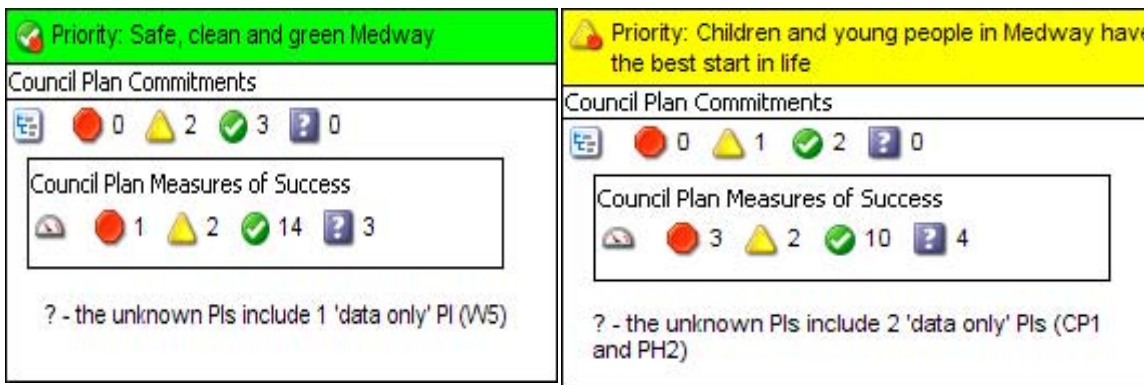 Priority: Safe, clean and green Medway
Council Plan Commitments
0 2 3 ? 0
Council Plan Measures of Success
1 2 14 ? 3
? - the unknown PIs include 1 'data only' PI (W5)
Priority: Children and young people in Medway have
the best start in life
Council Plan Commitments
0 1 2 ? 0
Council Plan Measures of Success
3 2 10 ? 4
? - the unknown PIs include 2 'data only' PIs (CP1
and PH2)